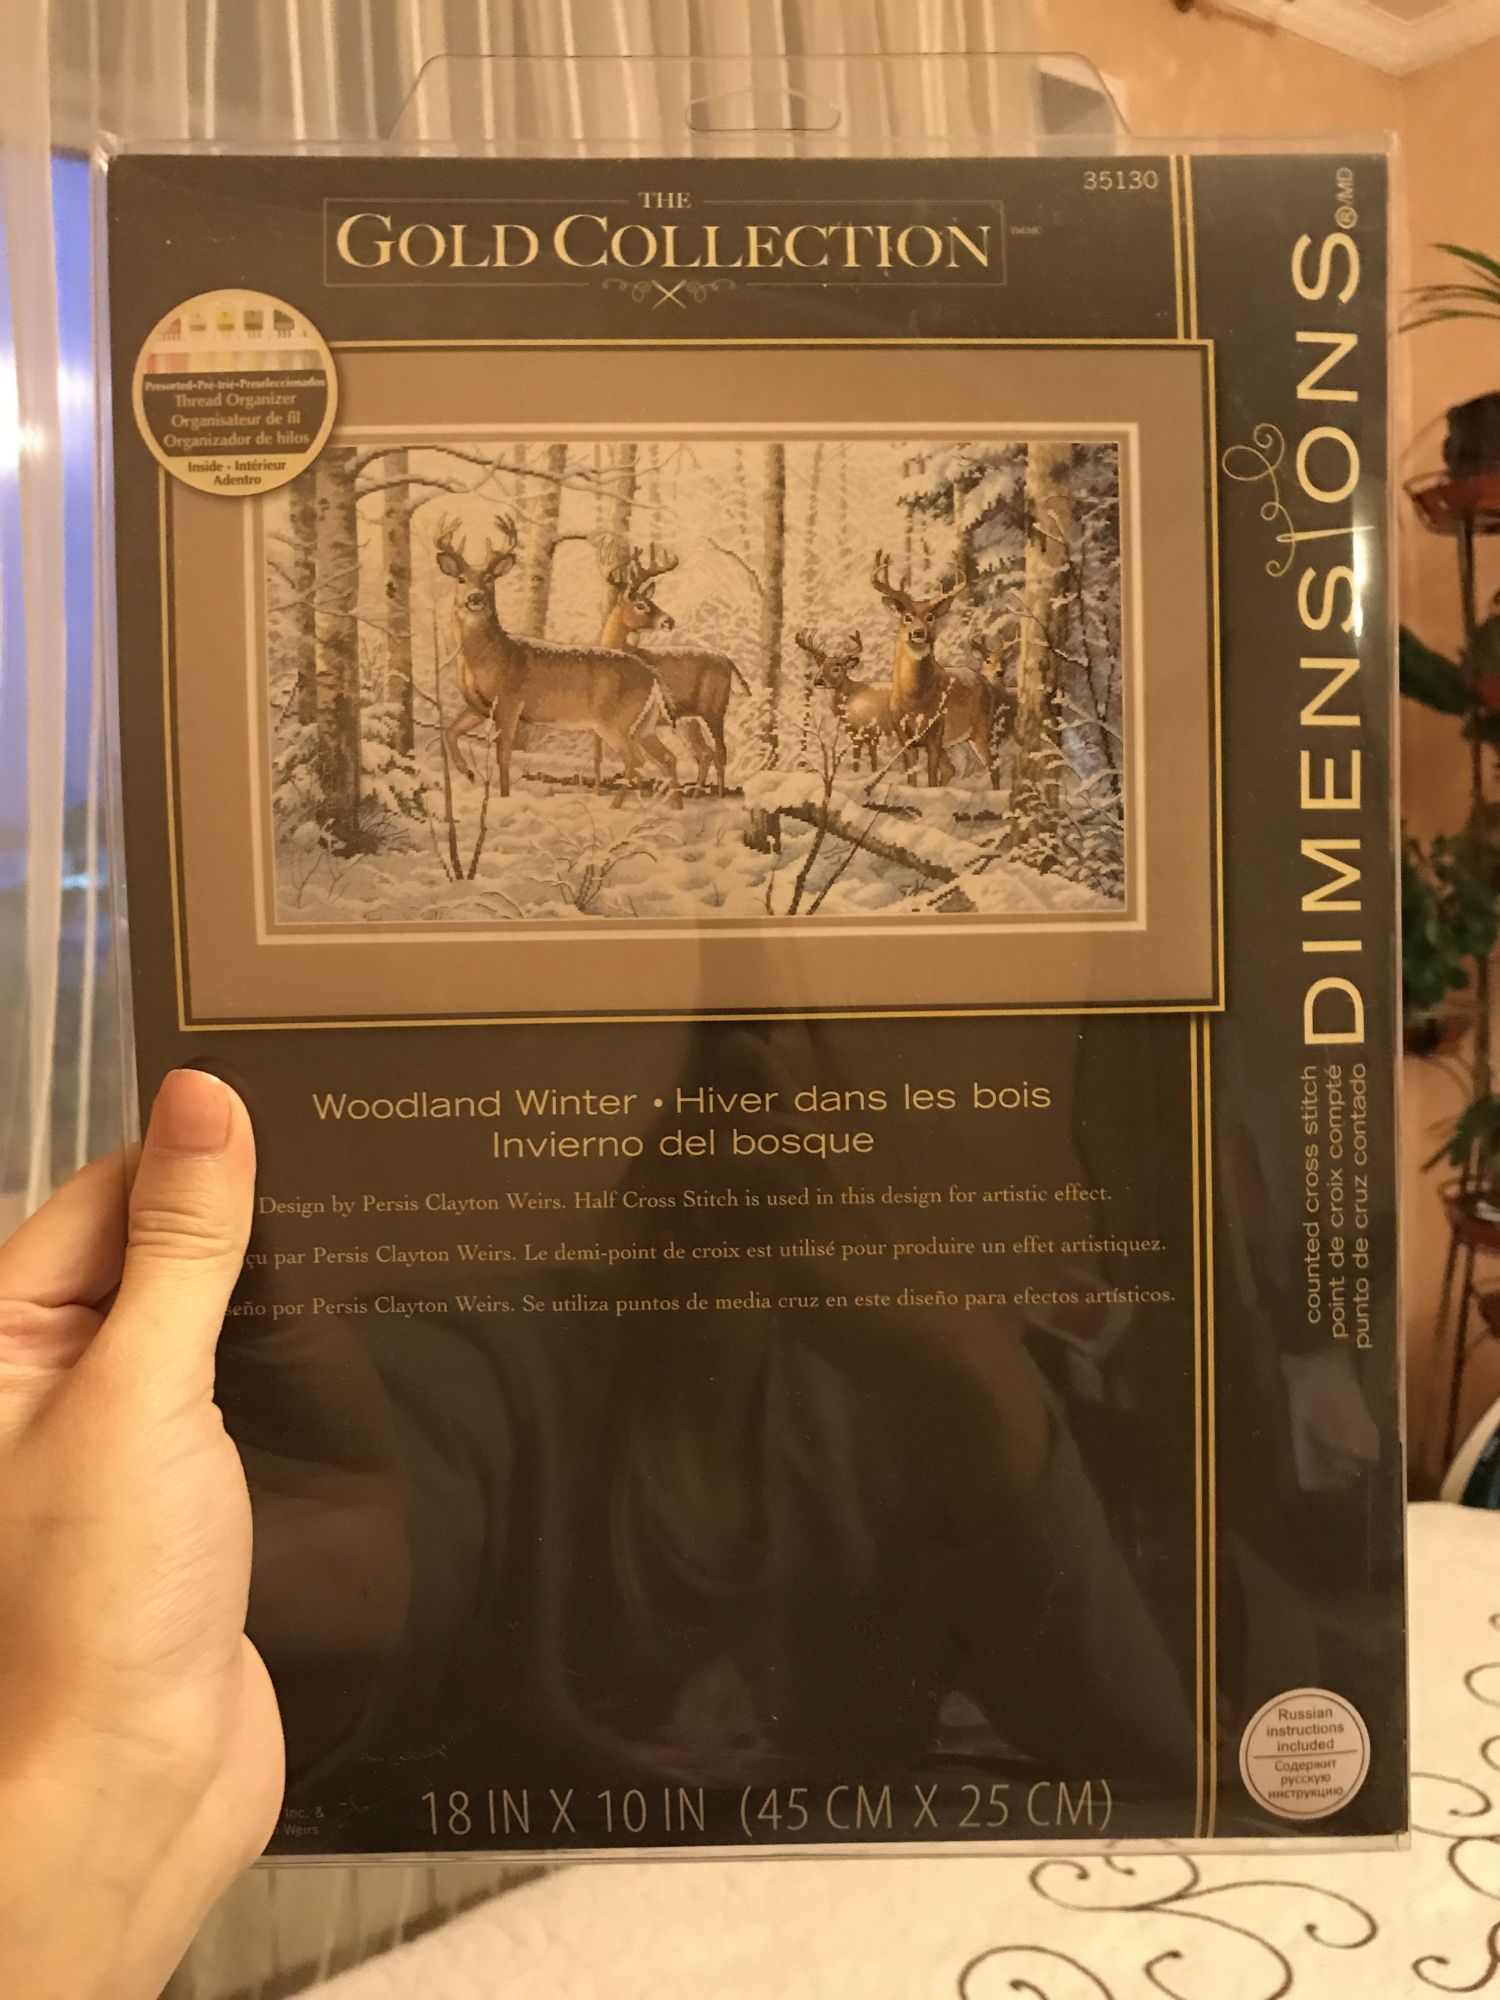 35130
THE
GOLD COLLECTION
Presorted•Pré-trié•Preseleccionados
Thread Organizer
Organisateur de fil
Organizador de hilos
Inside • Intérieur
Adentro
DIMENSIONS®/MD
counted cross stitch
point de croix compté
punto de cruz contado
Woodland Winter • Hiver dans les bois
Invierno del bosque
Design by Persis Clayton Weirs. Half Cross Stitch is used in this design for artistic effect.
çu par Persis Clayton Weirs. Le demi-point de croix est utilisé pour produire un effet artistiquez.
seño por Persis Clayton Weirs. Se utiliza puntos de media cruz en este diseño para efectos artísticos.
Russian
instructions
included
Содержит
русскую
инструкцию
Inc. &
Weirs
18 IN X 10 IN (45 CM X 25 CM)